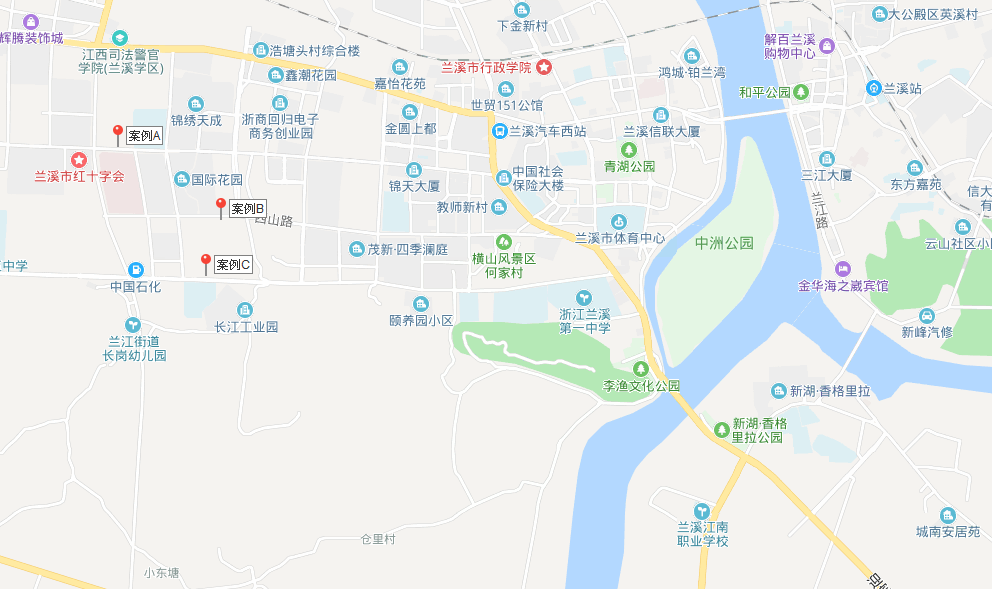 下金新村
大公殿区英溪村
辉腾装饰城
江西司法警官
学院(兰溪学区)
浩塘头村综合楼
解百兰溪
购物中心
鑫潮花园
嘉怡花苑
兰溪市行政学院
鸿城·铂兰湾
和平公园
兰溪站
锦绣天成
浙商回归电子
商务创业园
金圆上都
世贸151公馆
兰溪汽车西站
兰溪信联大厦
案例A
青湖公园
兰溪市红十字会
国际花园
锦天大厦
中国社会
保险大楼
三江大厦
东方嘉苑
信大
有
案例B
四山路
教师新村
兰溪市体育中心
兰江路
中洲公园
云山社区小区
茂新·四季澜庭
横山风景区
何家村
中学
案例C
中国石化
金华海之崴宾馆
长江工业园
颐养园小区
浙江兰溪
第一中学
新峰汽修
兰江街道
长岗幼儿园
李渔文化公园
新湖·香格里拉
新湖·香格
里拉公园
兰溪江南
职业学校
城南安居苑
仓里村
小东塘